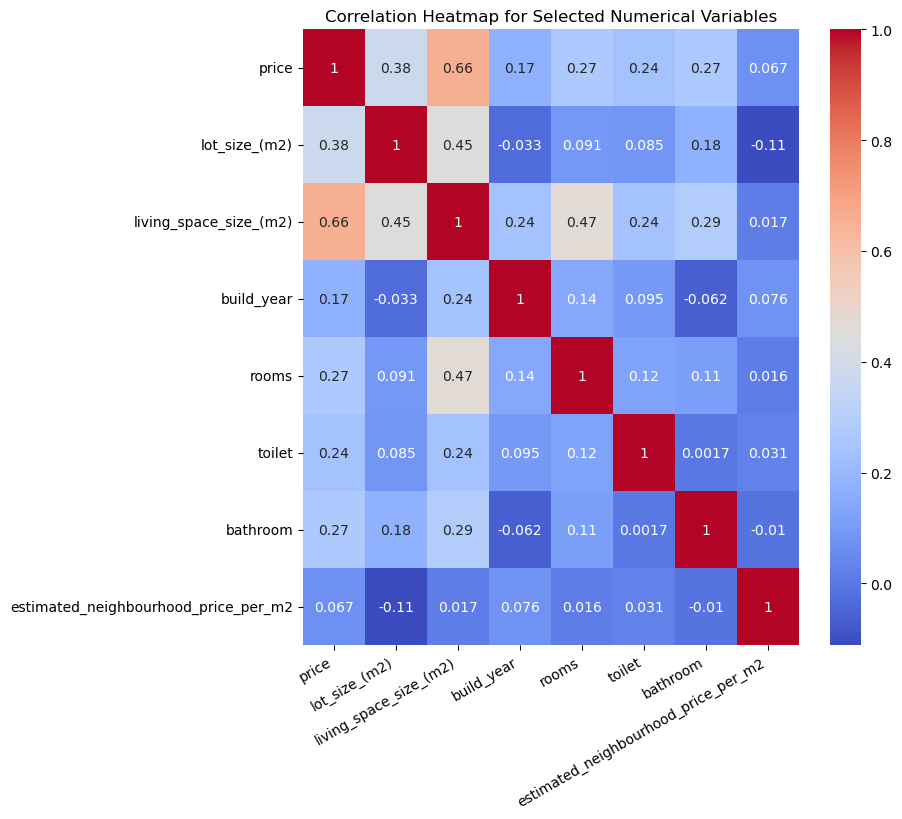 Correlation Heatmap for Selected Numerical Variables
price 1 0.38 0.66 0.17 0.27 0.24 0.27 0.067
lot_size_(m2) 0.38 1 0.45 -0.033 0.091 0.085 0.18 -0.11
living_space_size_(m2) 0.66 0.45 1 0.24 0.47 0.24 0.29 0.017
build_year 0.17 -0.033 0.24 1 0.14 0.095 -0.062 0.076
rooms 0.27 0.091 0.47 0.14 1 0.12 0.11 0.016
toilet 0.24 0.085 0.24 0.095 0.12 1 0.0017 0.031
bathroom 0.27 0.18 0.29 -0.062 0.11 0.0017 1 -0.01
estimated_neighbourhood_price_per_m2 0.067 -0.11 0.017 0.076 0.016 0.031 -0.01 1
price
lot_size_(m2)
living_space_size_(m2)
build_year
rooms
toilet
bathroom
estimated_neighbourhood_price_per_m2
1.0
0.8
0.6
0.4
0.2
0.0